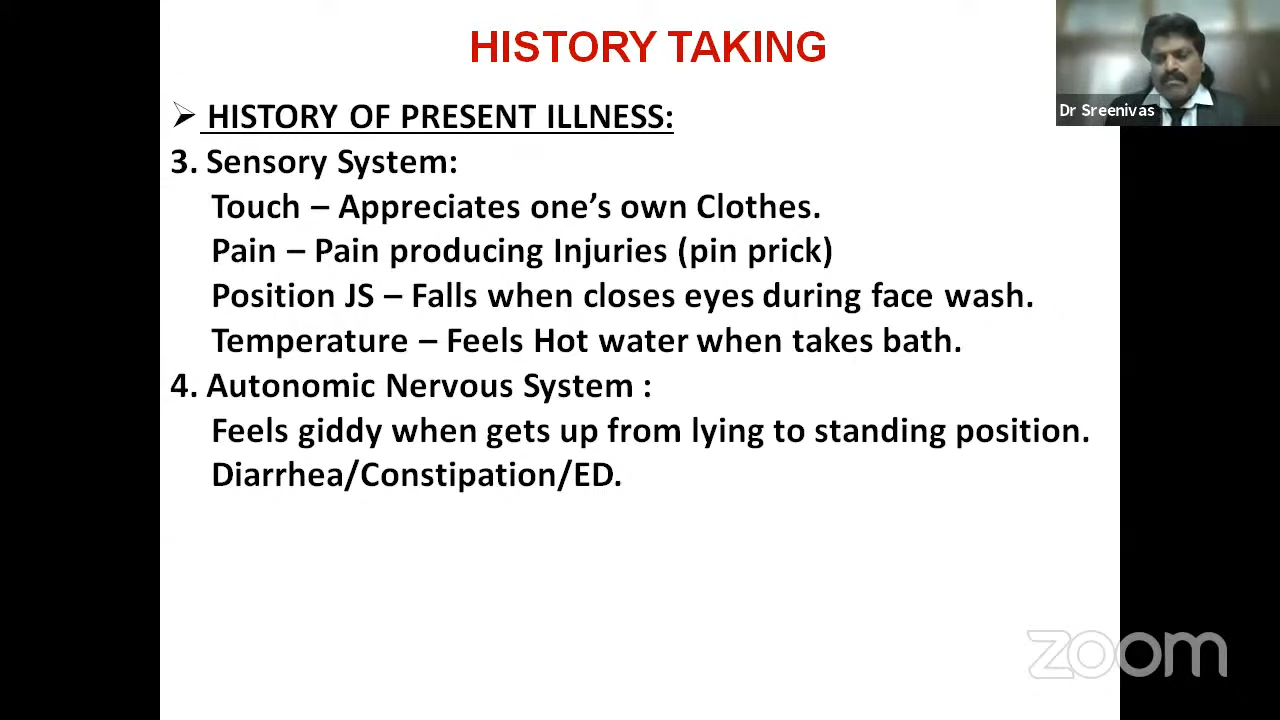 HISTORY TAKING
Dr Sreenivas
➢ HISTORY OF PRESENT ILLNESS:
3. Sensory System:
Touch – Appreciates one’s own Clothes.
Pain – Pain producing Injuries (pin prick)
Position JS – Falls when closes eyes during face wash.
Temperature – Feels Hot water when takes bath.
4. Autonomic Nervous System :
Feels giddy when gets up from lying to standing position.
Diarrhea/Constipation/ED.
zoom